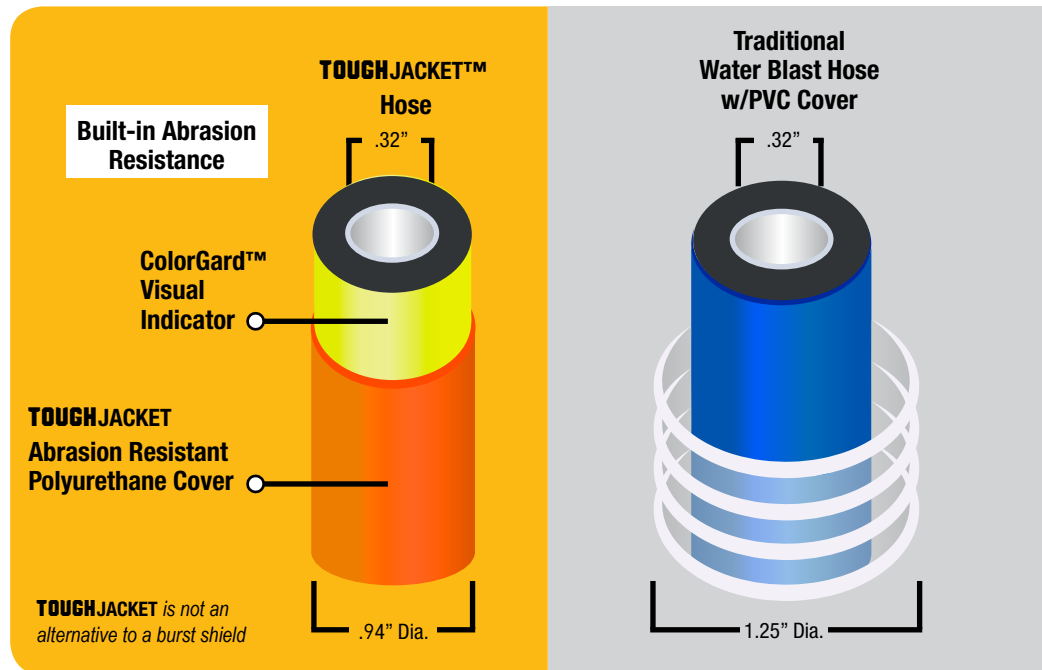 TOUGHJACKET™
Hose
.32”
Built-in Abrasion
Resistance
ColorGard™
Visual
Indicator
TOUGHJACKET
Abrasion Resistant
Polyurethane Cover
TOUGHJACKET is not an
alternative to a burst shield
.94” Dia.
Traditional
Water Blast Hose
w/PVC Cover
.32”
1.25” Dia.